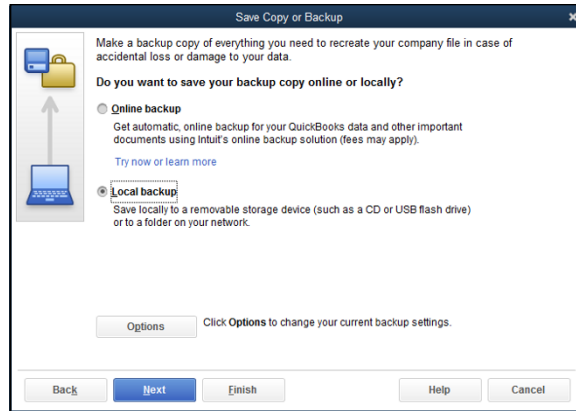 Save Copy or Backup
Make a backup copy of everything you need to recreate your company file in case of
accidental loss or damage to your data.
Do you want to save your backup copy online or locally?
Online backup
Get automatic, online backup for your QuickBooks data and other important
documents using Intuit's online backup solution (fees may apply).
Try now or learn more
Local backup
Save locally to a removable storage device (such as a CD or USB flash drive)
or to a folder on your network.
Options Click Options to change your current backup settings.
Back Next Finish Help Cancel